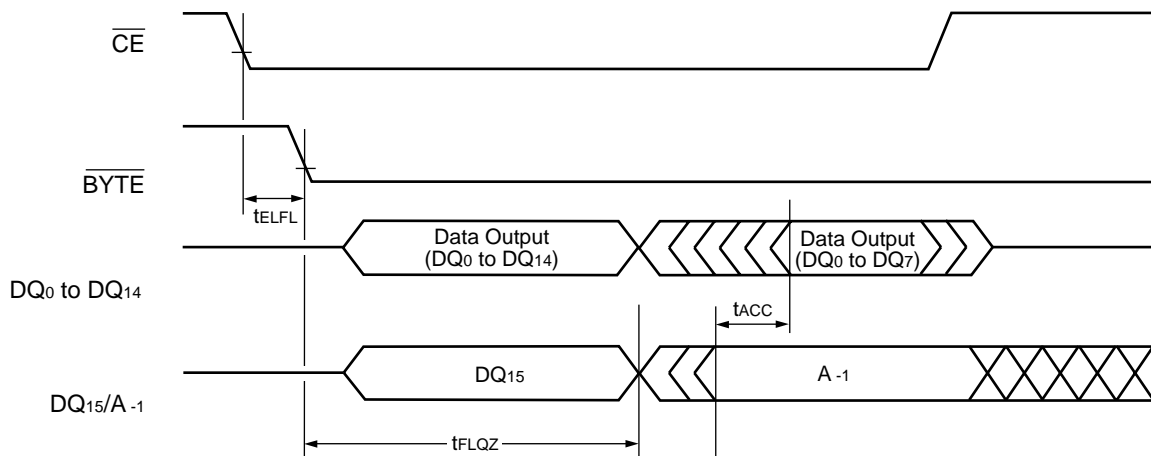 CE
BYTE
tELFL
Data Output
(DQ0 to DQ14)
Data Output
(DQ0 to DQ7)
DQ0 to DQ14
tACC
DQ15
A -1
DQ15/A -1
tFLQZ